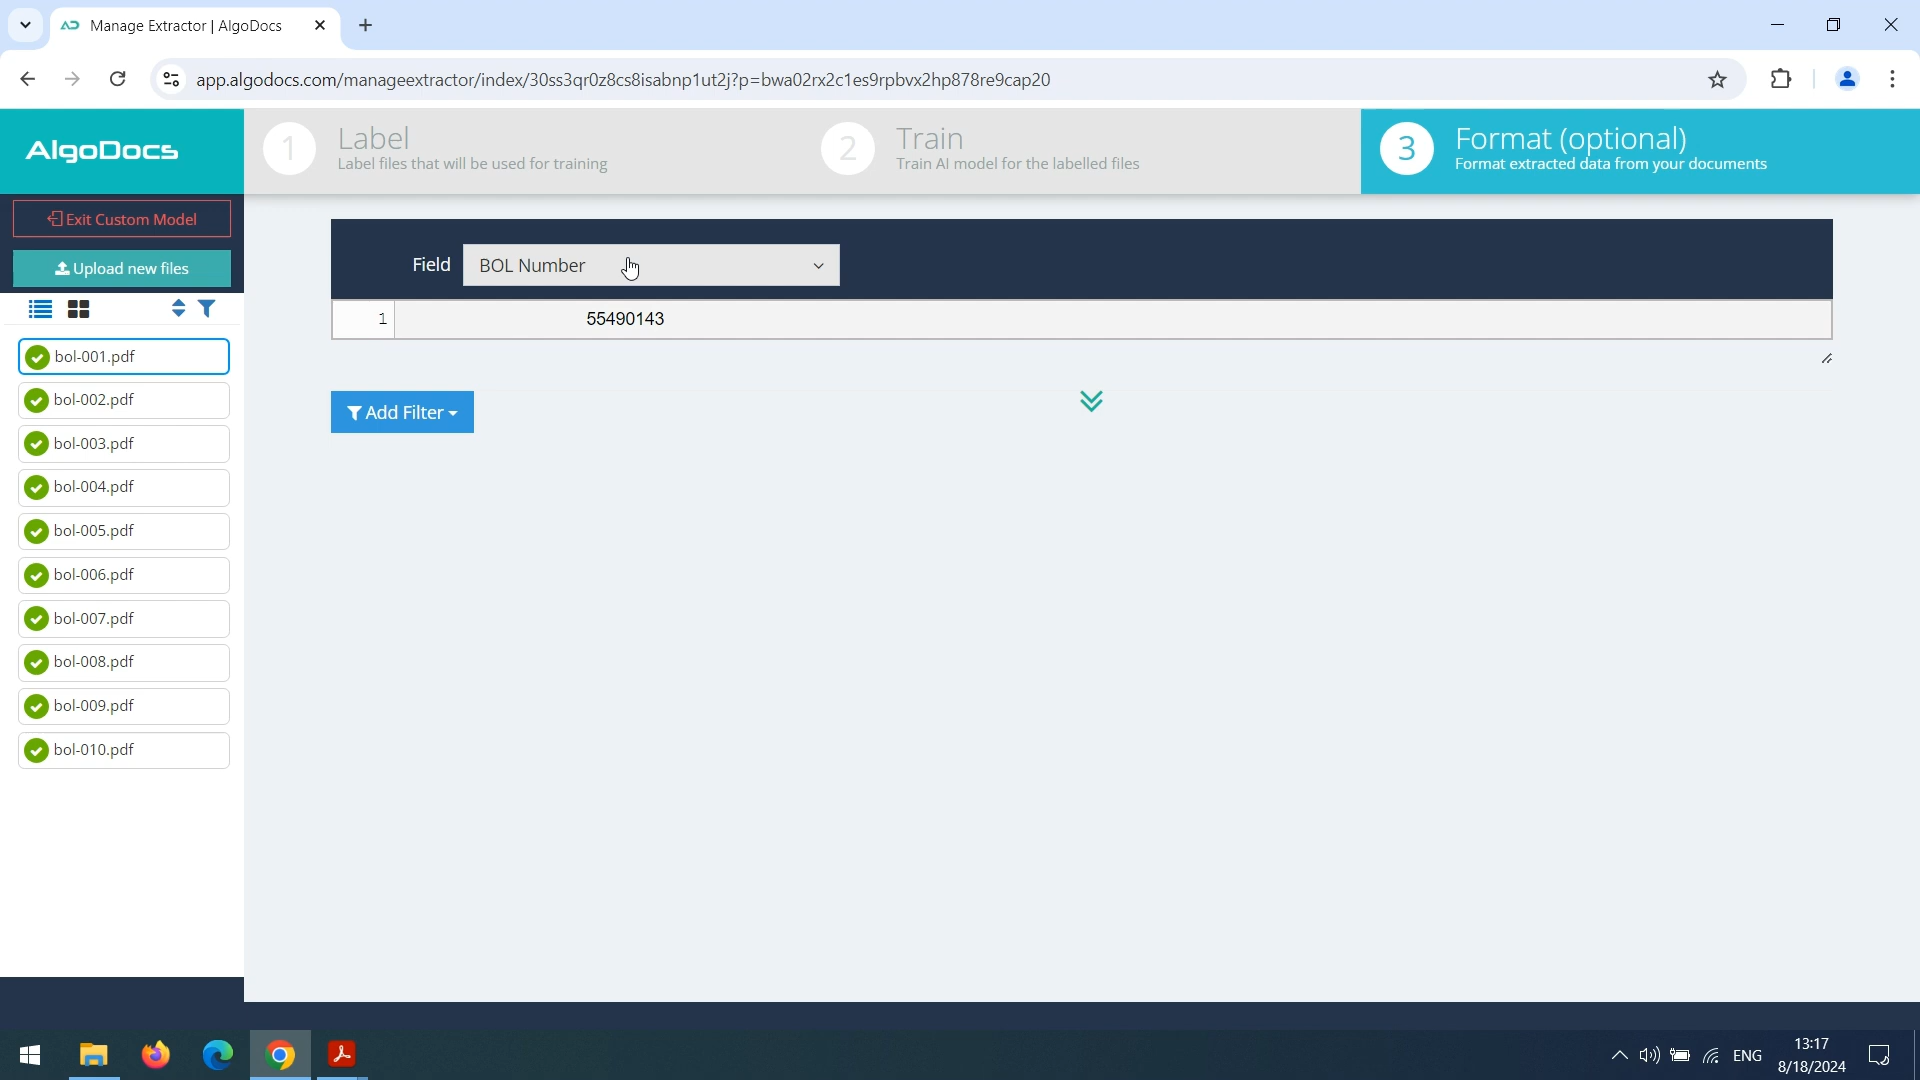 Manage Extractor | AlgoDocs
app.algodocs.com/manageextractor/index/30ss3qr0z8cs8isabnp1ut2j?p=bwa02rx2c1es9rpbvx2hp878re9cap20
AlgoDocs
1
Label
Label files that will be used for training
2
Train
Train AI model for the labelled files
3
Format (optional)
Format extracted data from your documents
Exit Custom Model
Upload new files
Field
BOL Number
1
55490143
Add Filter
bol-001.pdf
bol-002.pdf
bol-003.pdf
bol-004.pdf
bol-005.pdf
bol-006.pdf
bol-007.pdf
bol-008.pdf
bol-009.pdf
bol-010.pdf
ENG
13:17
8/18/2024